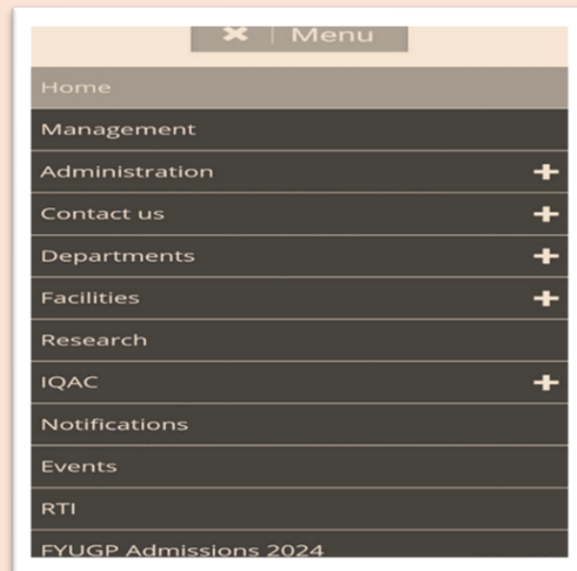 Menu
Home
Management
Administration
Contact us
Departments
Facilities
Research
IQAC
Notifications
Events
RTI
FYUGP Admissions 2024